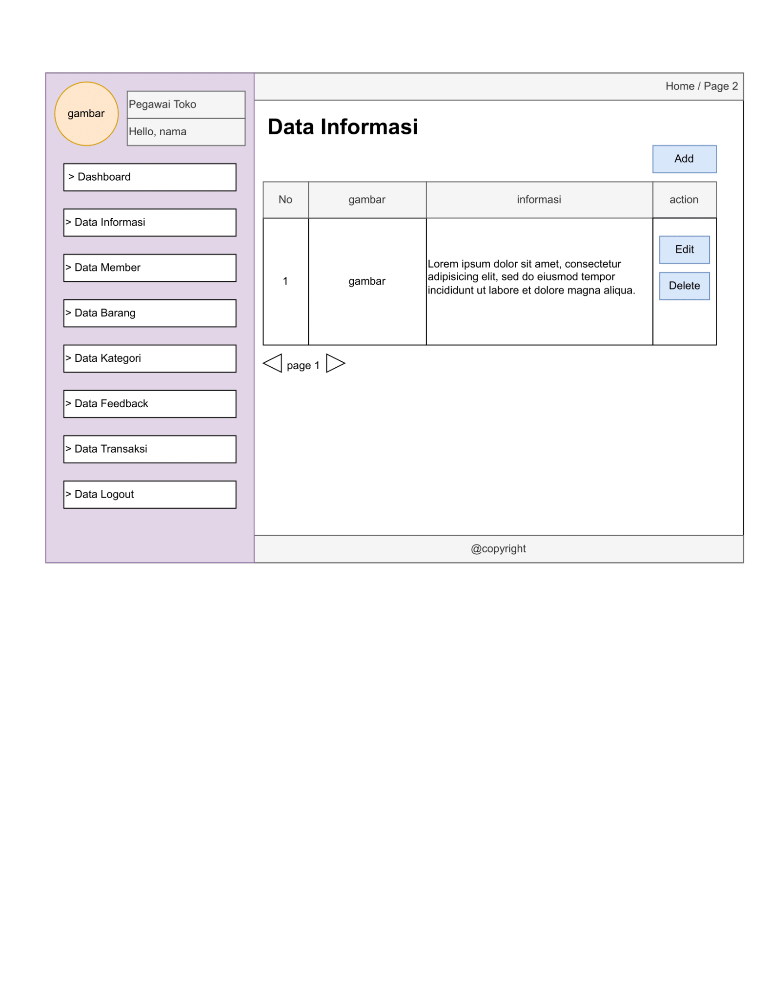 gambar
Pegawai Toko
Hello, nama
> Dashboard
> Data Informasi
> Data Member
> Data Barang
> Data Kategori
> Data Feedback
> Data Transaksi
> Data Logout
Home / Page 2
Data Informasi
Add
No gambar informasi action
1 gambar
Lorem ipsum dolor sit amet, consectetur
adipisicing elit, sed do eiusmod tempor
incididunt ut labore et dolore magna aliqua.
Edit
Delete
page 1
@copyright